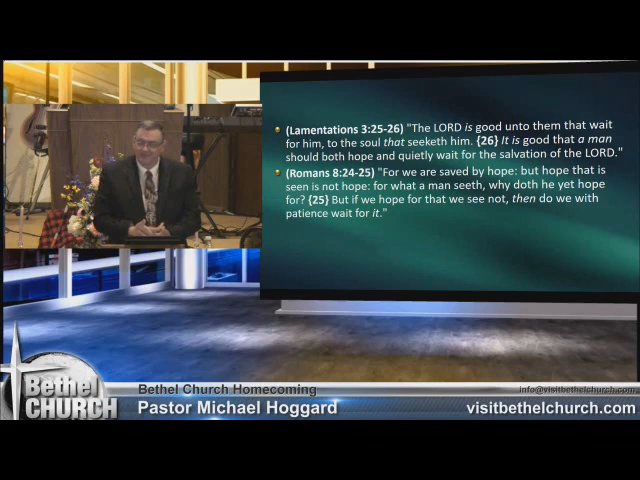 (Lamentations 3:25-26) "The LORD is good unto them that wait
for him, to the soul that seeketh him. {26} It is good that a man
should both hope and quietly wait for the salvation of the LORD."
(Romans 8:24-25) "For we are saved by hope: but hope that is
seen is not hope: for what a man seeth, why doth he yet hope
for? {25} But if we hope for that we see not, then do we with
patience wait for it."
Bethel
CHURCH
Bethel Church Homecoming
info@visitbethelchurch.com
Pastor Michael Hoggard
visitbethelchurch.com